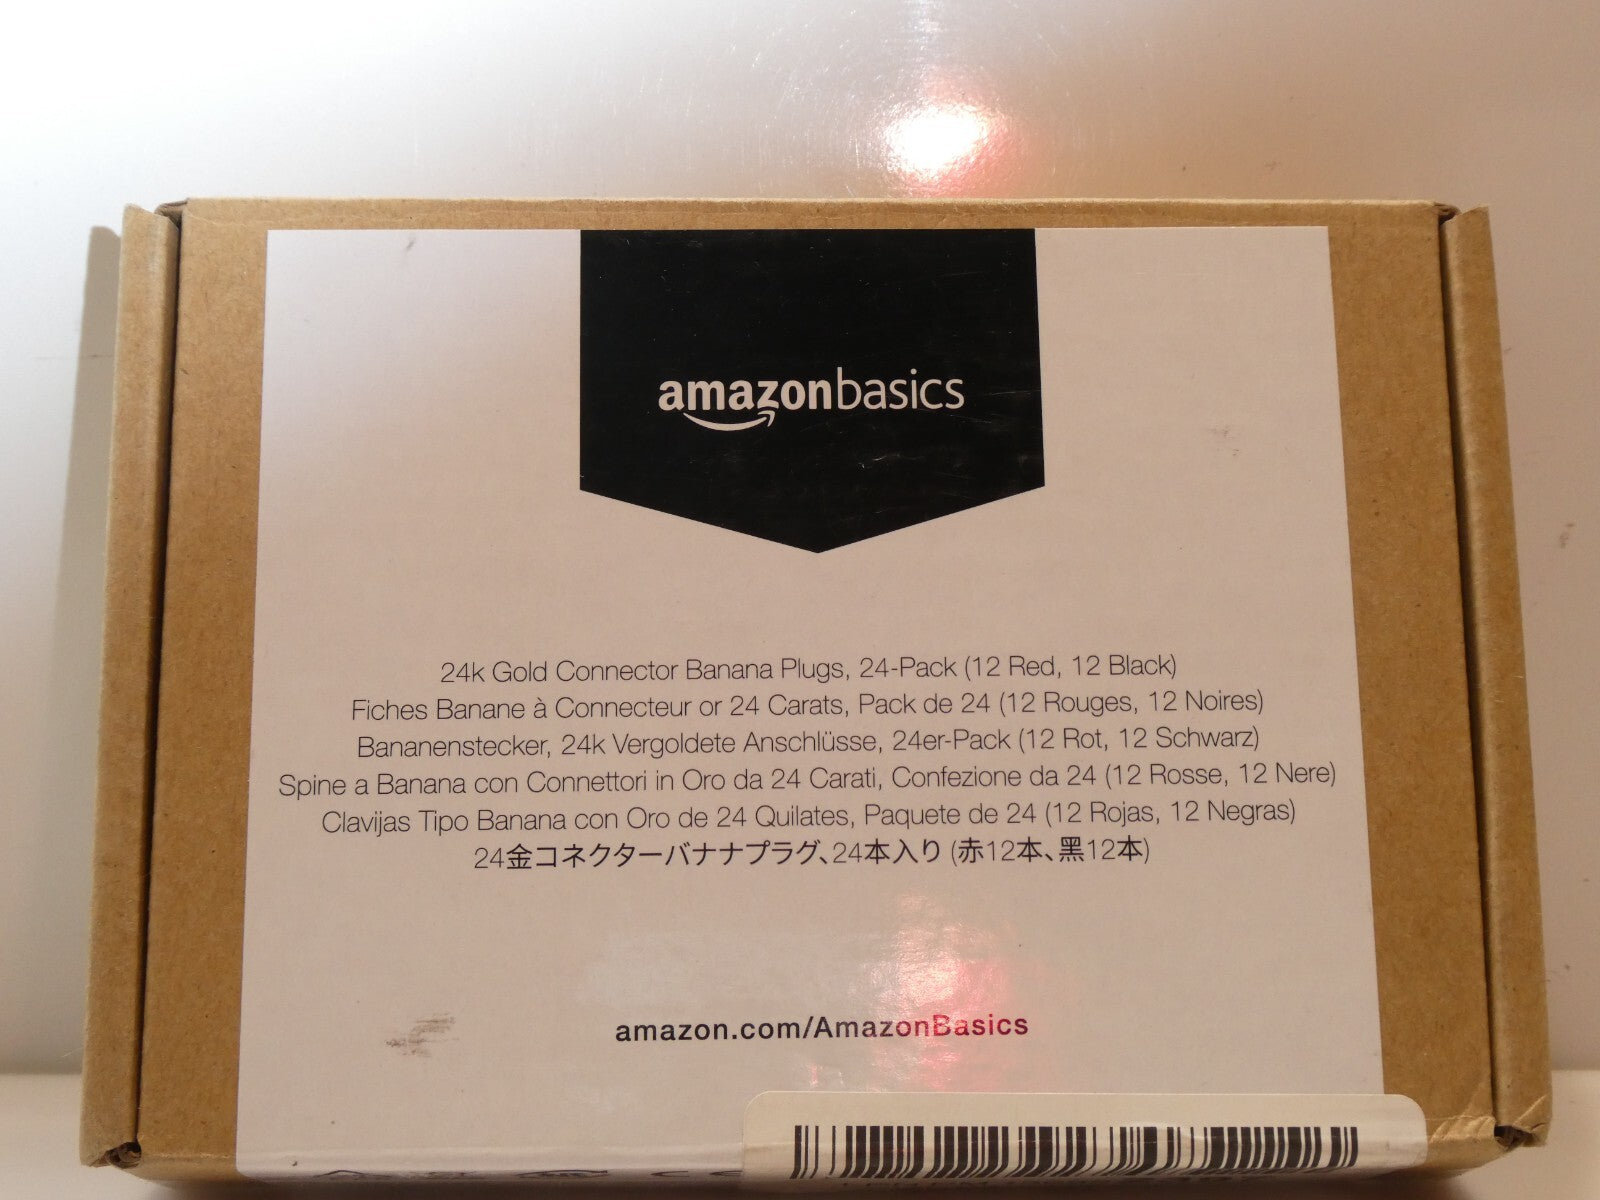 amazonbasics
24k Gold Connector Banana Plugs, 24-Pack (12 Red, 12 Black)
Fiches Banane à Connecteur or 24 Carats, Pack de 24 (12 Rouges, 12 Noires)
Bananenstecker, 24k Vergoldete Anschlüsse, 24er-Pack (12 Rot, 12 Schwarz)
Spine a Banana con Connettori in Oro da 24 Carati, Confezione da 24 (12 Rosse, 12 Nere)
Clavijas Tipo Banana con Oro de 24 Quilates, Paquete de 24 (12 Rojas, 12 Negras)
24金コネクターバナナプラグ、24本入り (赤12本、黒12本)
amazon.com/AmazonBasics